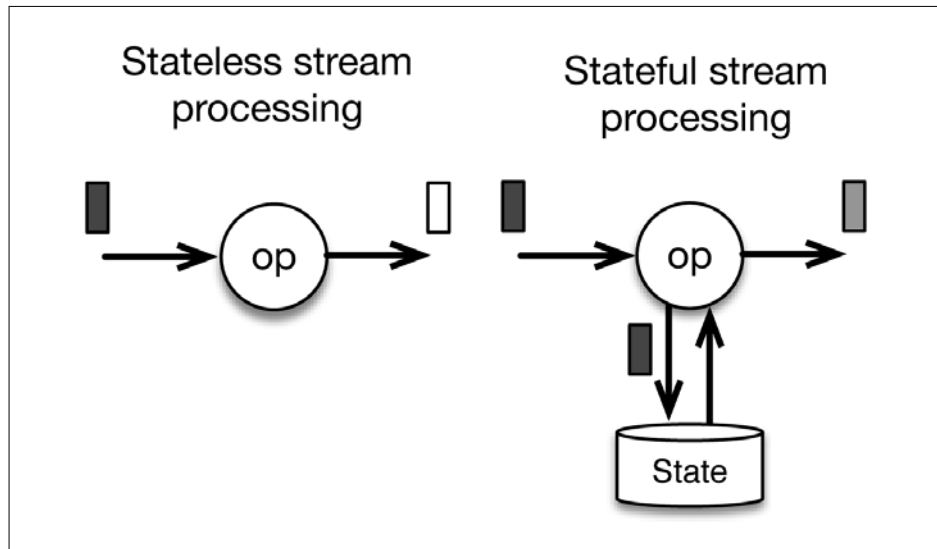 Stateless stream
processing
op
Stateful stream
processing
op
State